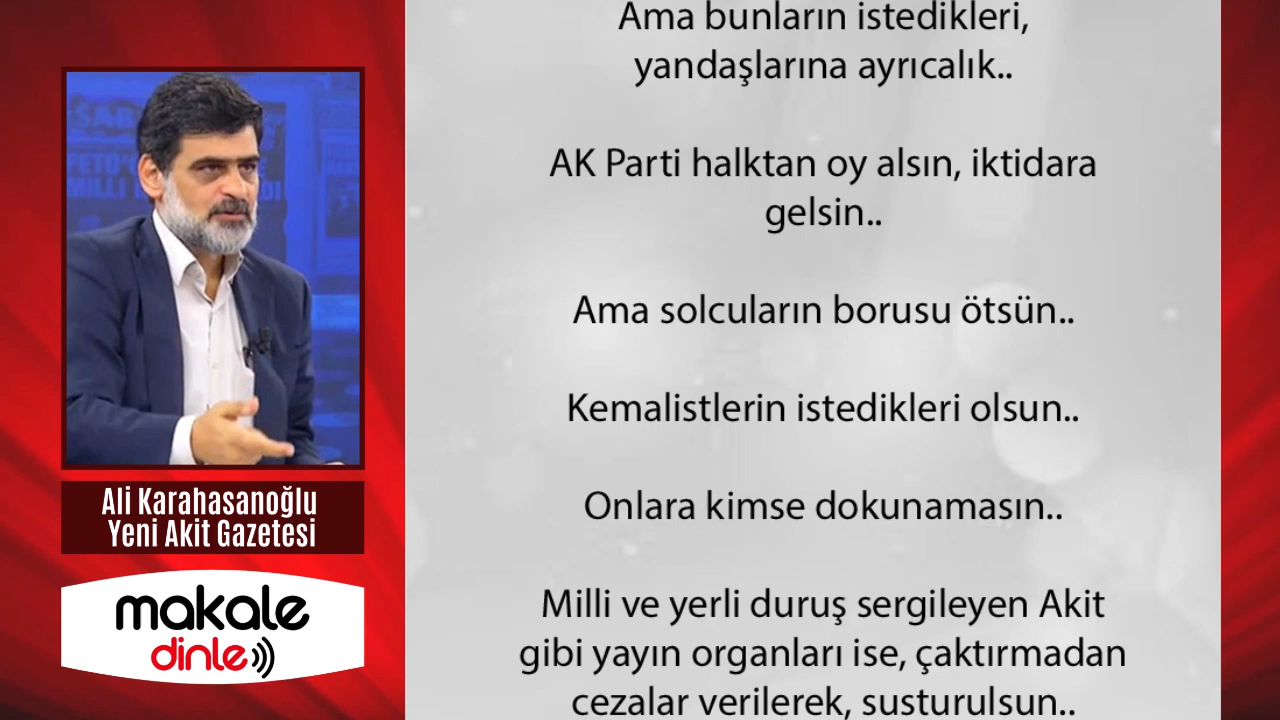 Ama bunların istedikleri,
yandaşlarına ayrıcalık..
AK Parti halktan oy alsın, iktidara
gelsin..
Ama solcuların borusu ötsün..
Kemalistlerin istedikleri olsun..
Onlara kimse dokunamasın..
Milli ve yerli duruş sergileyen Akit
gibi yayın organları ise, çaktırmadan
cezalar verilerek, susturulsun..
Ali Karahasanoğlu
Yeni Akit Gazetesi
makale
dinle